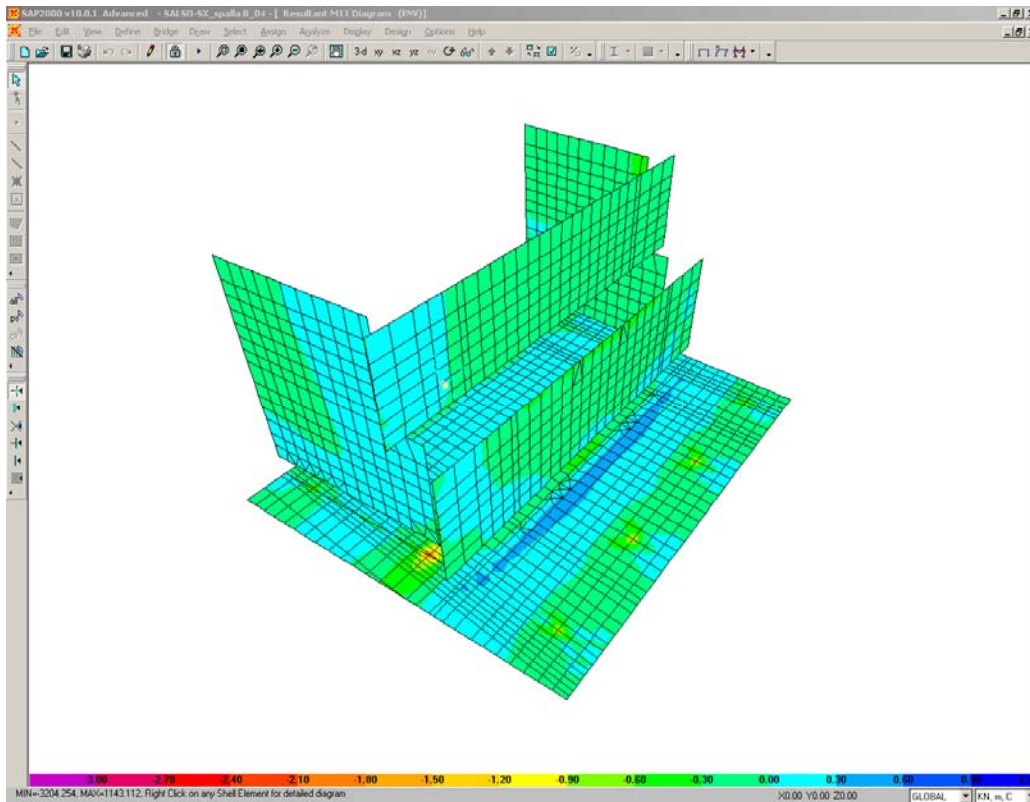 SAP2000 v10.0.1 Advanced - SALSO-SX_spalla B_04 - [ Resultant M11 Diagram (ENV)]
File Edit View Define Bridge Draw Select Assign Analyze Display Design Options Help
3-d xy xz yz nv
all
pS
-3.00 -2.70 -2.40 -2.10 -1.80 -1.50 -1.20 -0.90 -0.60 -0.30 0.00 0.30 0.60 0.90
MIN=-3204.254, MAX=1143.112, Right Click on any Shell Element for detailed diagram X0.00 Y0.00 Z0.00 GLOBAL KN, m, C